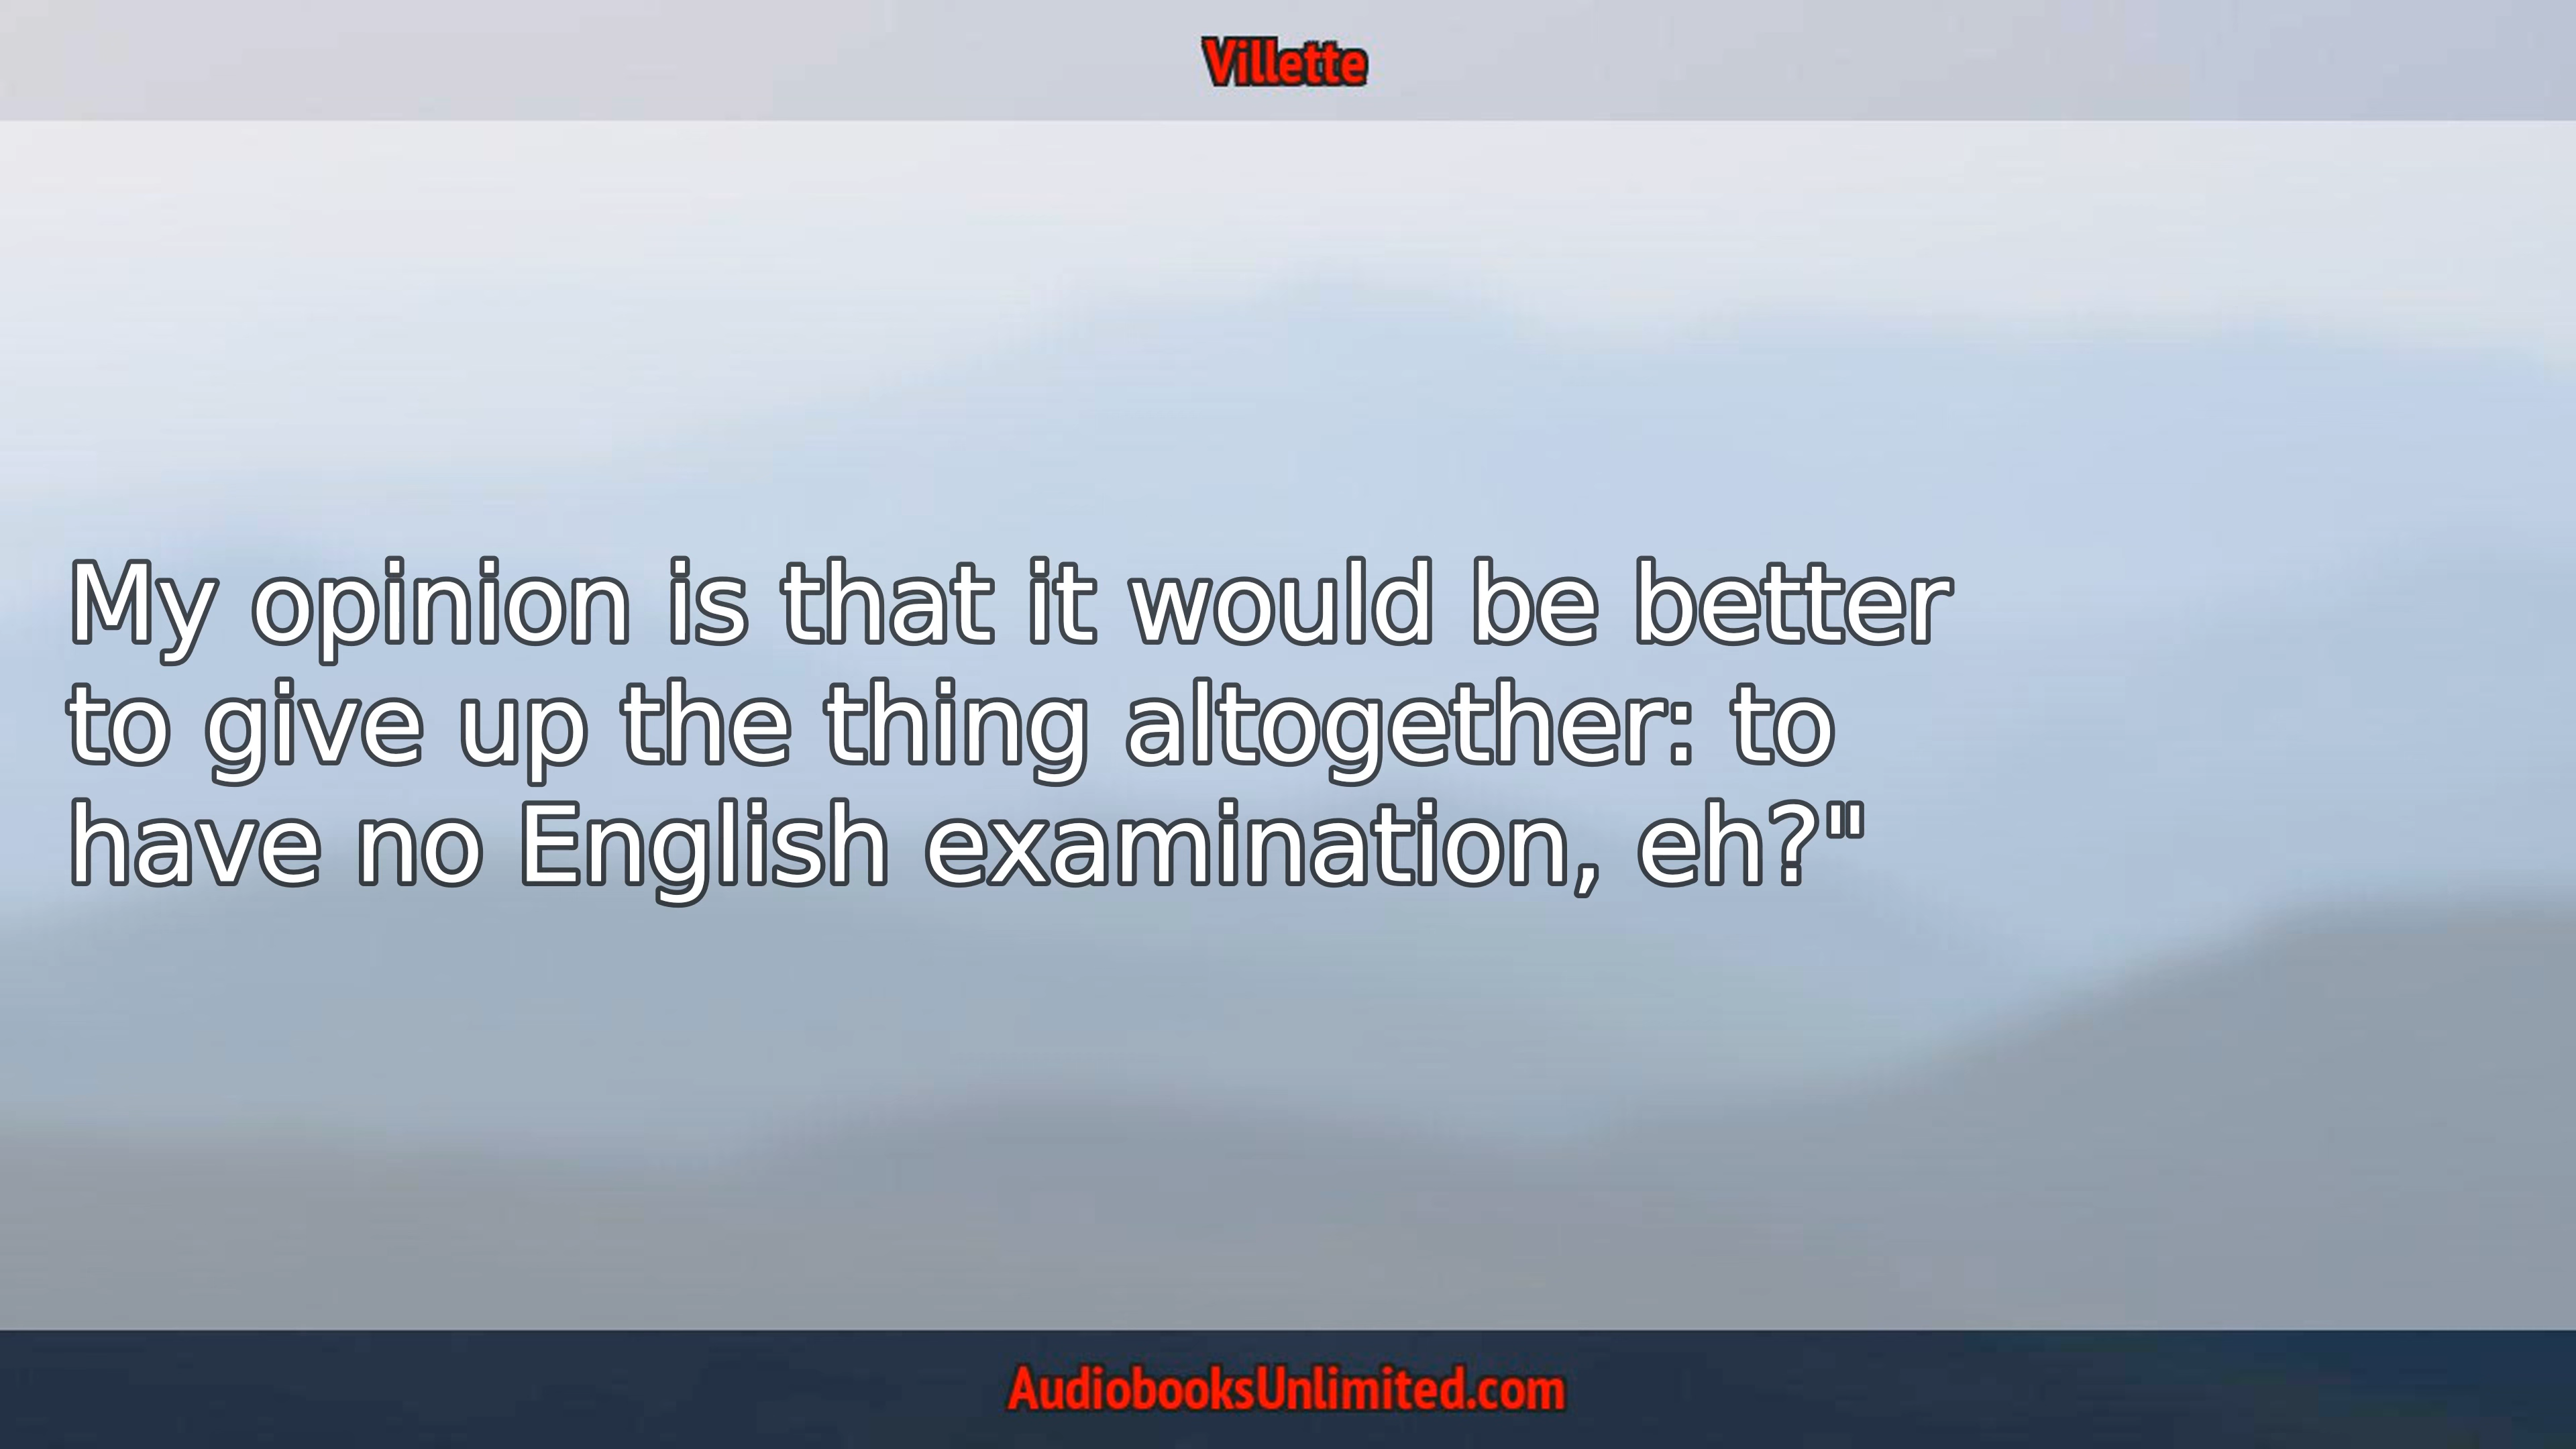 Villette
My opinion is that it would be better
to give up the thing altogether: to
have no English examination, eh?"
AudiobooksUnlimited.com